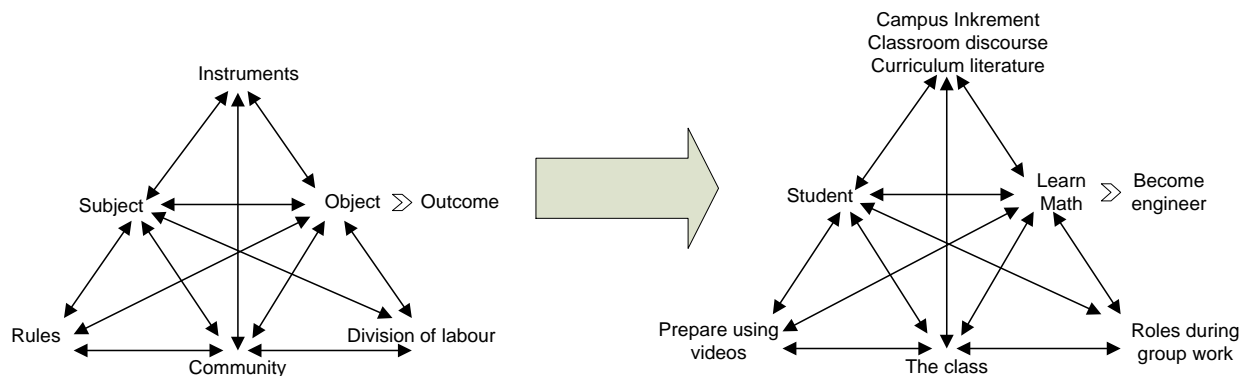 Instruments
Subject
Object
Outcome
Rules
Division of labour
Community
Campus Inkrement
Classroom discourse
Curriculum literature
Student
Learn
Math
Become
engineer
Prepare using
videos
The class
Roles during
group work